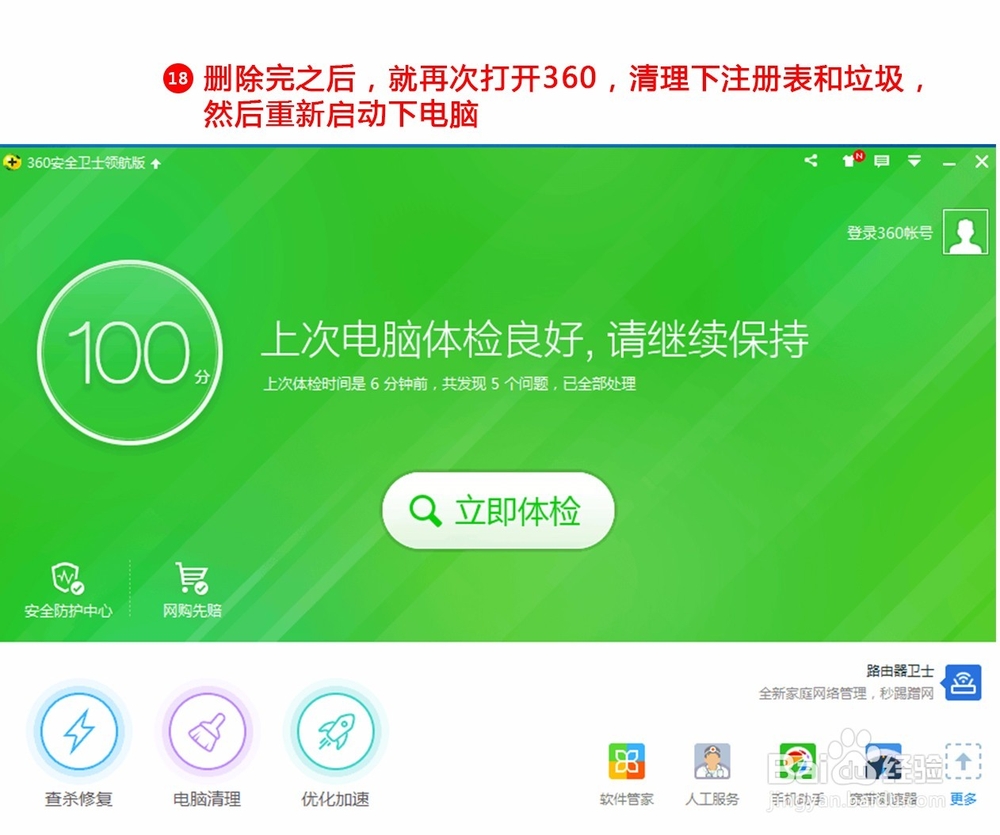 18 删除完之后，就再次打开360，清理下注册表和垃圾，
然后重新启动下电脑
360安全卫士领航版
N
登录360帐号
100分
上次电脑体检良好, 请继续保持
上次体检时间是 6 分钟前，共发现 5 个问题，已全部处理
立即体检
安全防护中心
网购先赔
路由器卫士
全新家庭网络管理，秒踢蹭网
查杀修复
电脑清理
优化加速
软件管家
人工服务
手机助手
宽带测速器
更多
Baidu 经验
jingyan.baidu.com